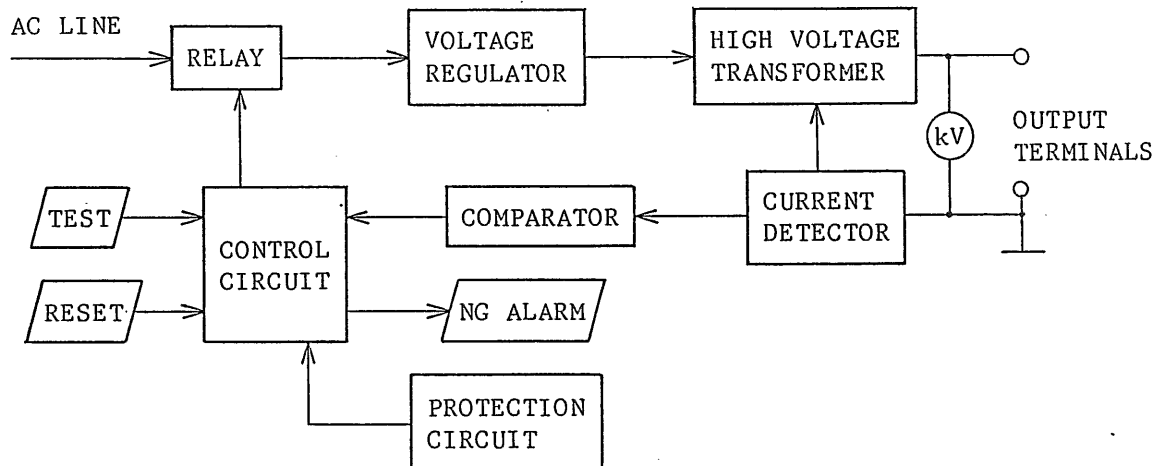 AC LINE
RELAY
VOLTAGE
REGULATOR
HIGH VOLTAGE
TRANSFORMER
kV
OUTPUT
TERMINALS
TEST
CONTROL
CIRCUIT
COMPARATOR
CURRENT
DETECTOR
RESET
NG ALARM
PROTECTION
CIRCUIT